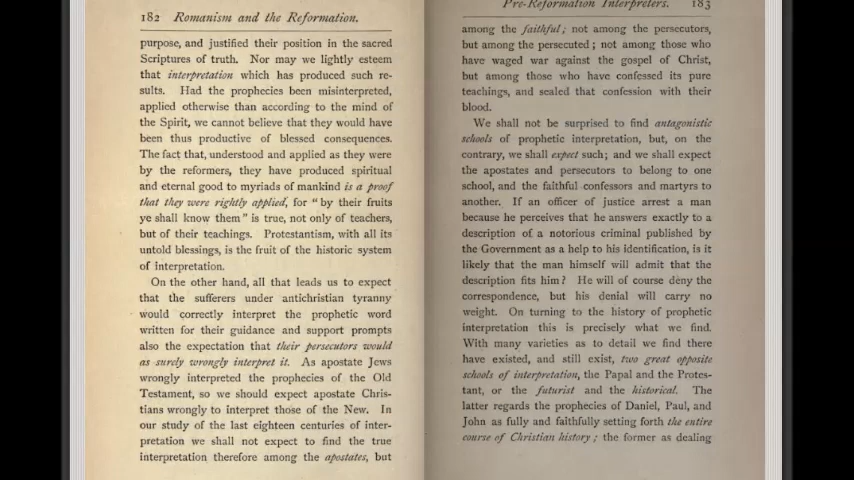 182 Romanism and the Reformation.
purpose, and justified their position in the sacred
Scriptures of truth. Nor may we lightly esteem
that interpretation which has produced such re-
sults. Had the prophecies been misinterpreted,
applied otherwise than according to the mind of
the Spirit, we cannot believe that they would have
been thus productive of blessed consequences.
The fact that, understood and applied as they were
by the reformers, they have produced spiritual
and eternal good to myriads of mankind is a proof
that they were rightly applied, for “by their fruits
ye shall know them” is true, not only of teachers,
but of their teachings. Protestantism, with all its
untold blessings, is the fruit of the historic system
of interpretation.
On the other hand, all that leads us to expect
that the sufferers under antichristian tyranny
would correctly interpret the prophetic word
written for their guidance and support prompts
also the expectation that their persecutors would
as surely wrongly interpret it. As apostate Jews
wrongly interpreted the prophecies of the Old
Testament, so we should expect apostate Chris-
tians wrongly to interpret those of the New. In
our study of the last eighteen centuries of inter-
pretation we shall not expect to find the true
interpretation therefore among the apostates, but
Pre-Reformation Interpreters. 183
among the faithful; not among the persecutors,
but among the persecuted; not among those who
have waged war against the gospel of Christ,
but among those who have confessed its pure
teachings, and sealed that confession with their
blood.
We shall not be surprised to find antagonistic
schools of prophetic interpretation, but, on the
contrary, we shall expect such; and we shall expect
the apostates and persecutors to belong to one
school, and the faithful confessors and martyrs to
another. If an officer of justice arrest a man
because he perceives that he answers exactly to a
description of a notorious criminal published by
the Government as a help to his identification, is it
likely that the man himself will admit that the
description fits him? He will of course deny the
correspondence, but his denial will carry no
weight. On turning to the history of prophetic
interpretation this is precisely what we find.
With many varieties as to detail we find there
have existed, and still exist, two great opposite
schools of interpretation, the Papal and the Protes-
tant, or the futurist and the historical. The
latter regards the prophecies of Daniel, Paul, and
John as fully and faithfully setting forth the entire
course of Christian history; the former as dealing